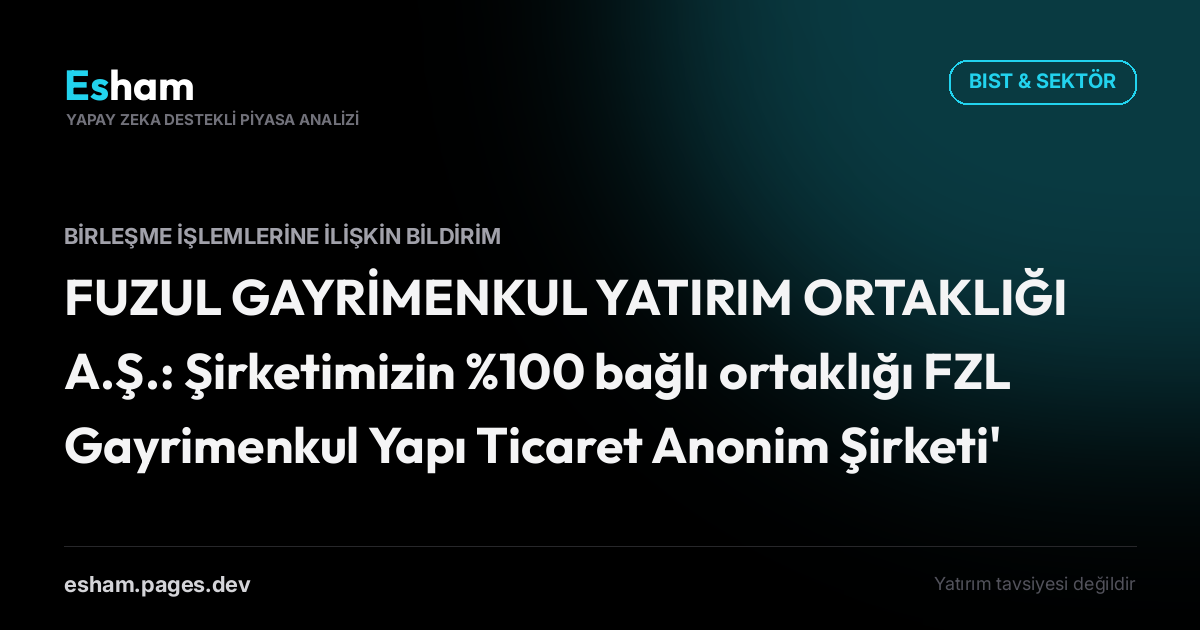 Esham
YAPAY ZEKA DESTEKLİ PİYASA ANALİZİ
BIST & SEKTÖR
BİRLEŞME İŞLEMLERİNE İLİŞKİN BİLDİRİM
FUZUL GAYRİMENKUL YATIRIM ORTAKLIĞI
A.Ş.: Şirketimizin %100 bağlı ortaklığı FZL
Gayrimenkul Yapı Ticaret Anonim Şirketi'
esham.pages.dev
Yatırım tavsiyesi değildir